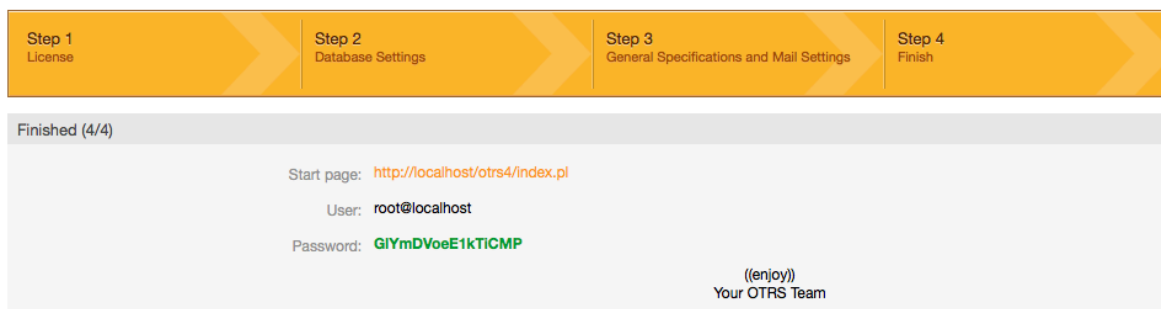 Step 1
License
Step 2
Database Settings
Step 3
General Specifications and Mail Settings
Step 4
Finish
Finished (4/4)
Start page: http://localhost/otrs4/index.pl
User: root@localhost
Password: GlYmDVoeE1kTiCMP
((enjoy))
Your OTRS Team